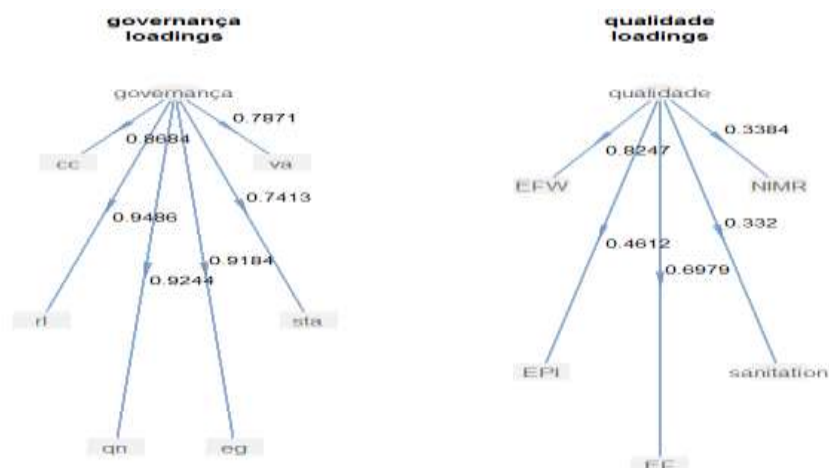 governança
loadings
governança
0.7871
0.8684
cc
va
0.7413
0.9486
0.9184
0.9244
rl
sta
qn
eg
qualidade
loadings
qualidade
0.3384
0.8247
EFW
NIMR
0.332
0.4612
0.6979
EPI
sanitation